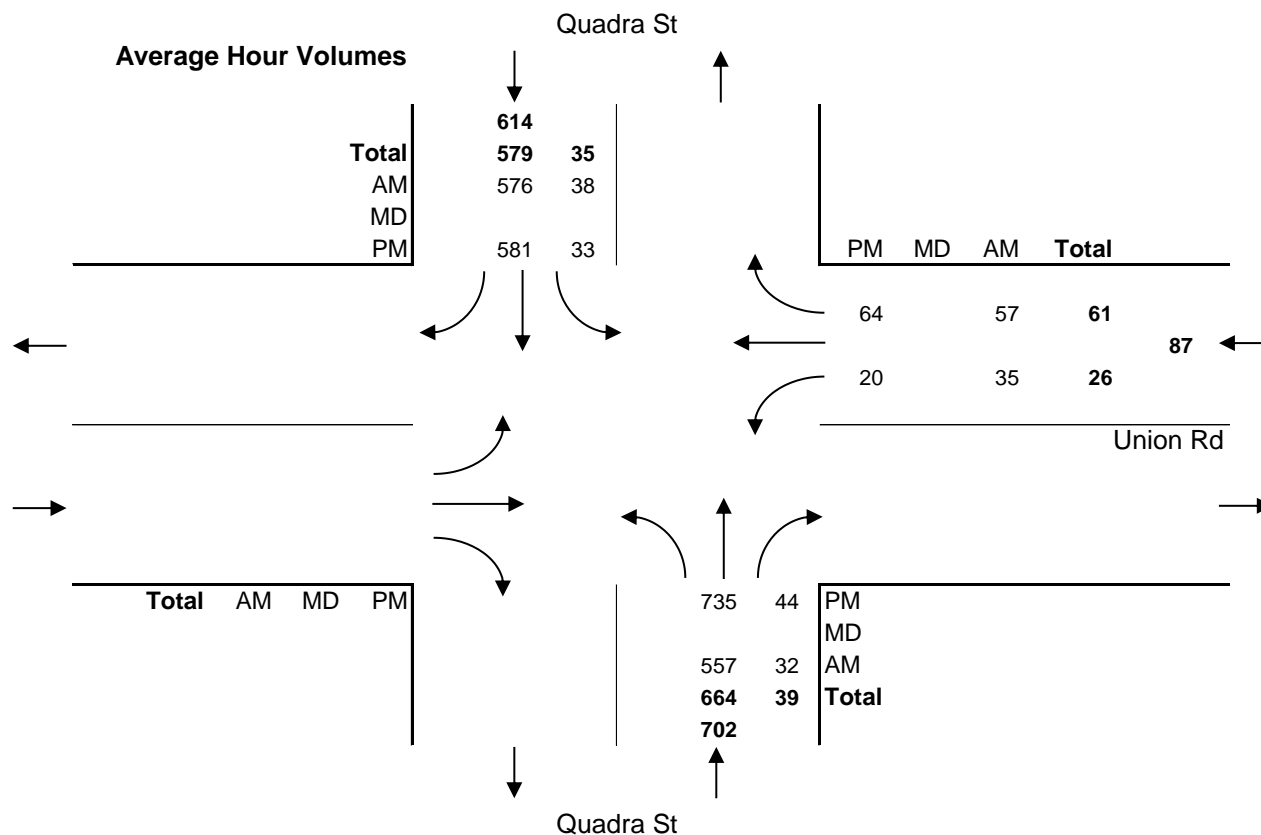 Quadra St
Average Hour Volumes
614
Total 579 35
AM 576 38
MD
PM 581 33
PM MD AM Total
64 57 61
87
20 35 26
Union Rd
Total AM MD PM
735 44 PM
MD
557 32 AM
664 39 Total
702
Quadra St